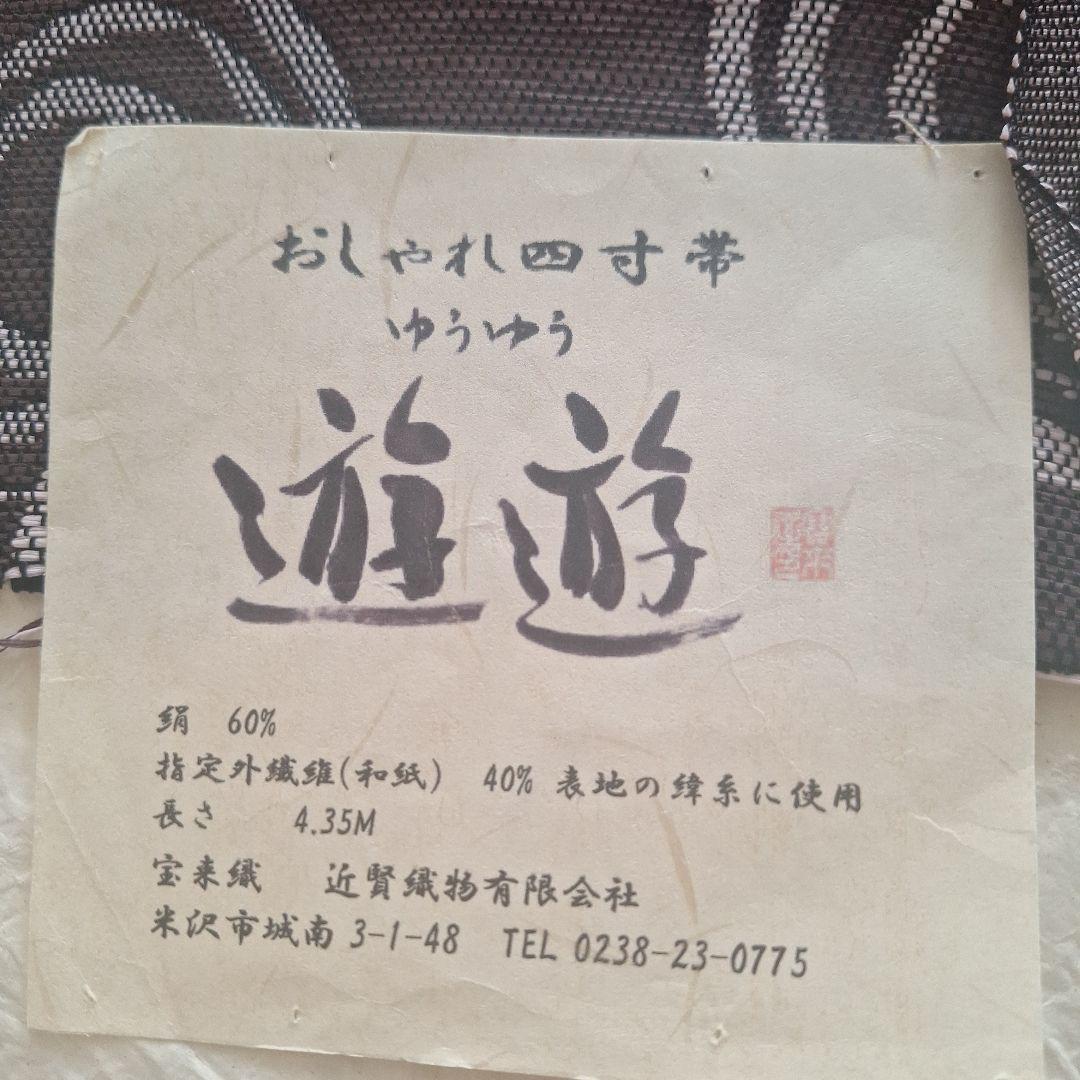 おしゃれ四寸帯
ゆうゆう
遊遊
絹　60%
指定外繊維(和紙)　40% 表地の緯糸に使用
長さ　　4.35M
宝来織　近賢織物有限会社
米沢市城南 3-1-48　TEL 0238-23-0775